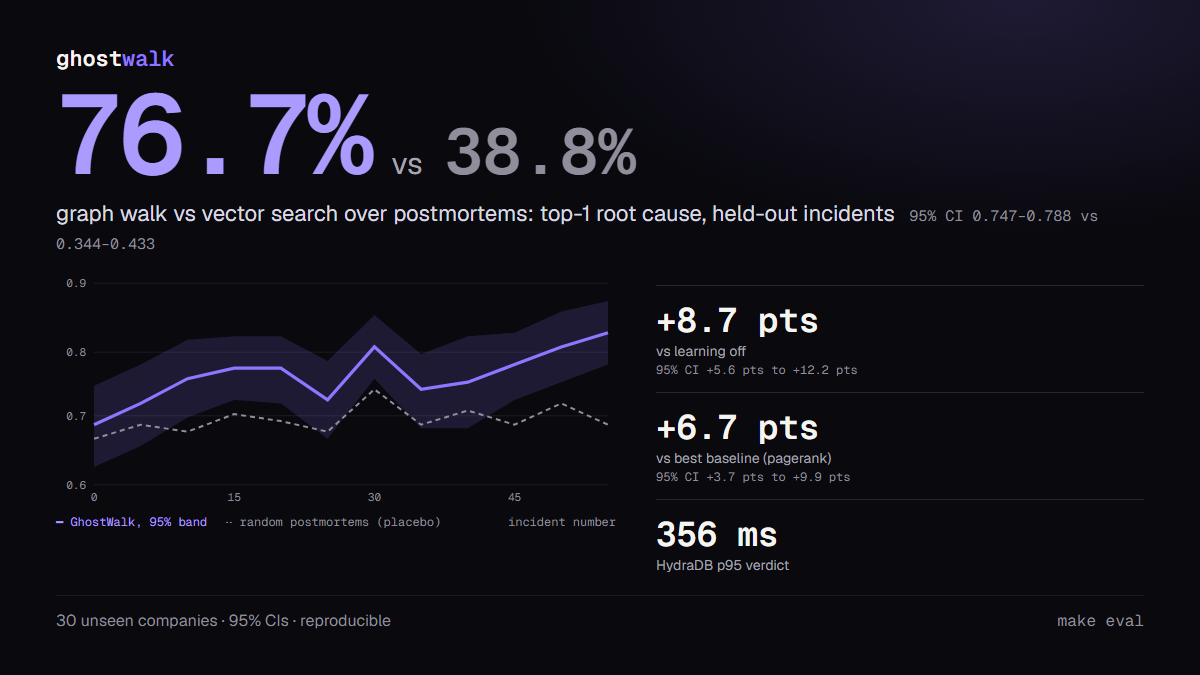 ghostwalk
76.7% vs 38.8%
graph walk vs vector search over postmortems: top-1 root cause, held-out incidents 95% CI 0.747–0.788 vs
0.344–0.433
0.9
0.8
0.7
0.6
0 15 30 45
GhostWalk, 95% band random postmortems (placebo) incident number
+8.7 pts
vs learning off
95% CI +5.6 pts to +12.2 pts
+6.7 pts
vs best baseline (pagerank)
95% CI +3.7 pts to +9.9 pts
356 ms
HydraDB p95 verdict
30 unseen companies · 95% CIs · reproducible
make eval